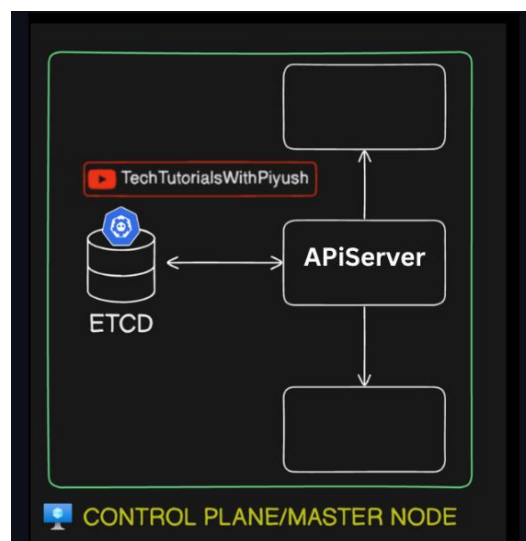 TechTutorialsWithPiyush
APiServer
ETCD
CONTROL PLANE/MASTER NODE